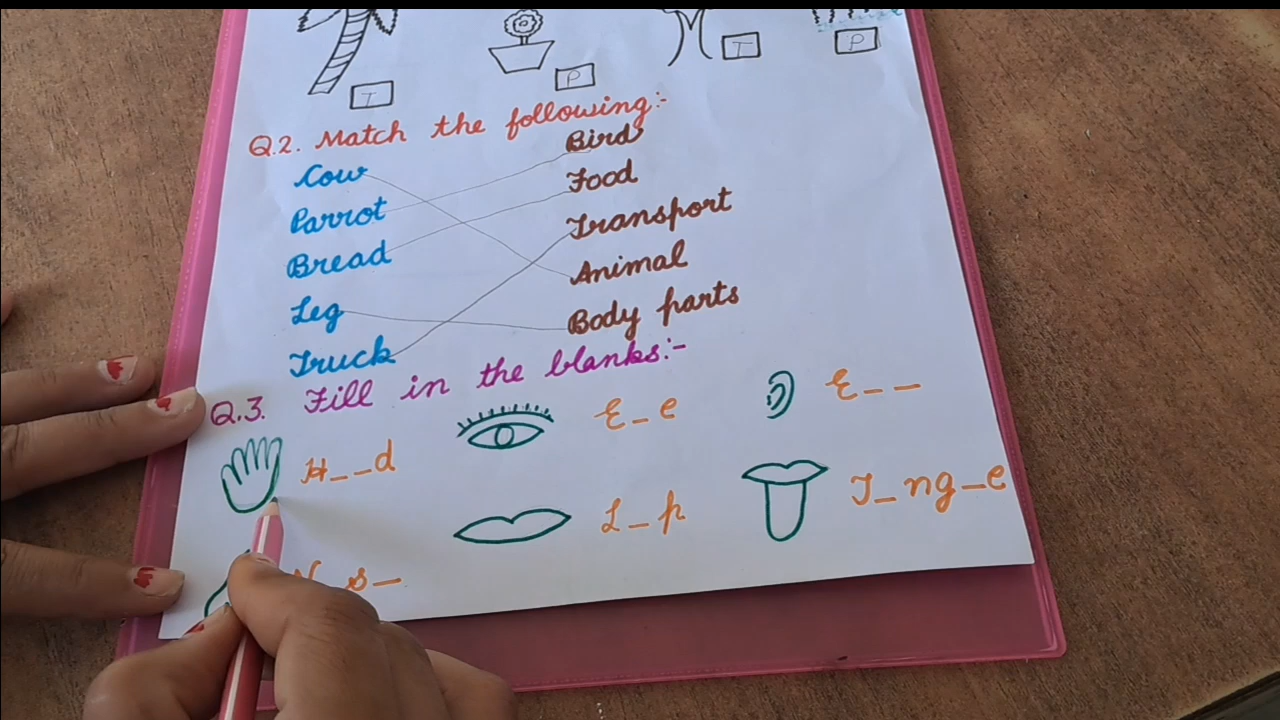 T P T P
Q.2. Match the following:-
Cow Bird
Parrot Food
Bread Transport
Leg Animal
Truck Body parts
Q.3. Fill in the blanks:-
H__d E_e E__
N_s_ L_p T_ng_e